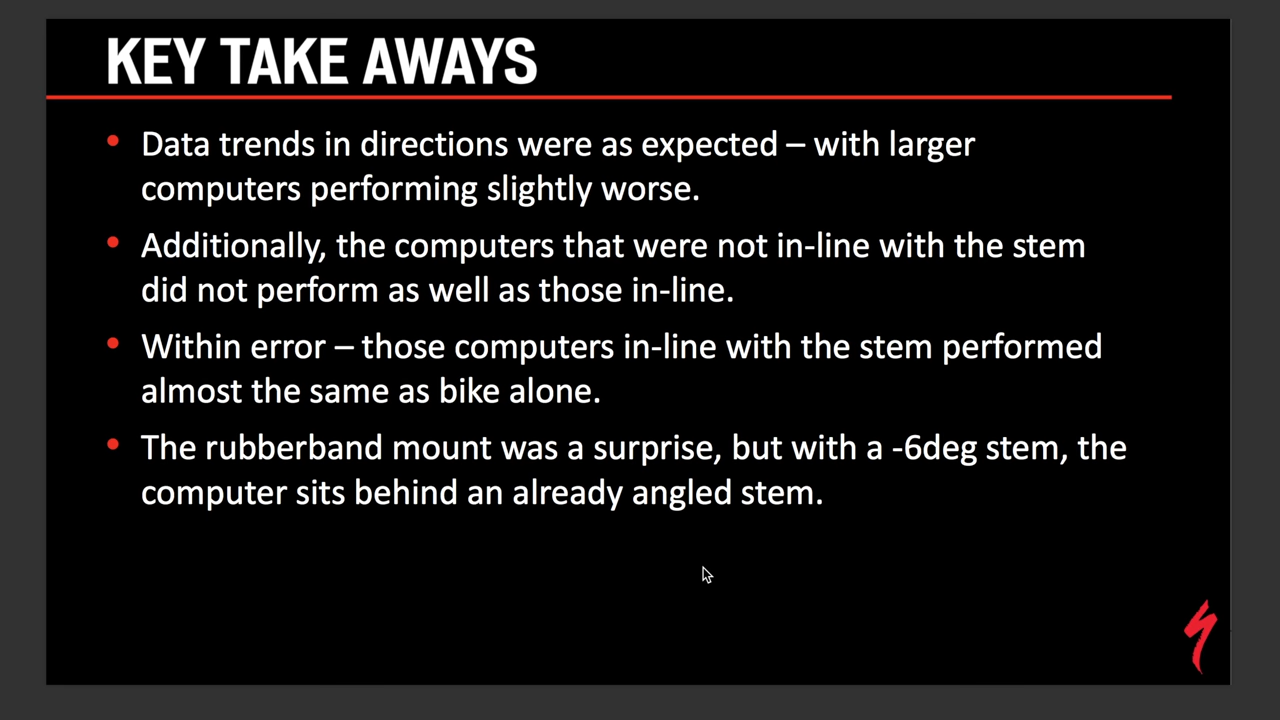 KEY TAKE AWAYS
• Data trends in directions were as expected – with larger
computers performing slightly worse.
• Additionally, the computers that were not in-line with the stem
did not perform as well as those in-line.
• Within error – those computers in-line with the stem performed
almost the same as bike alone.
• The rubberband mount was a surprise, but with a -6deg stem, the
computer sits behind an already angled stem.